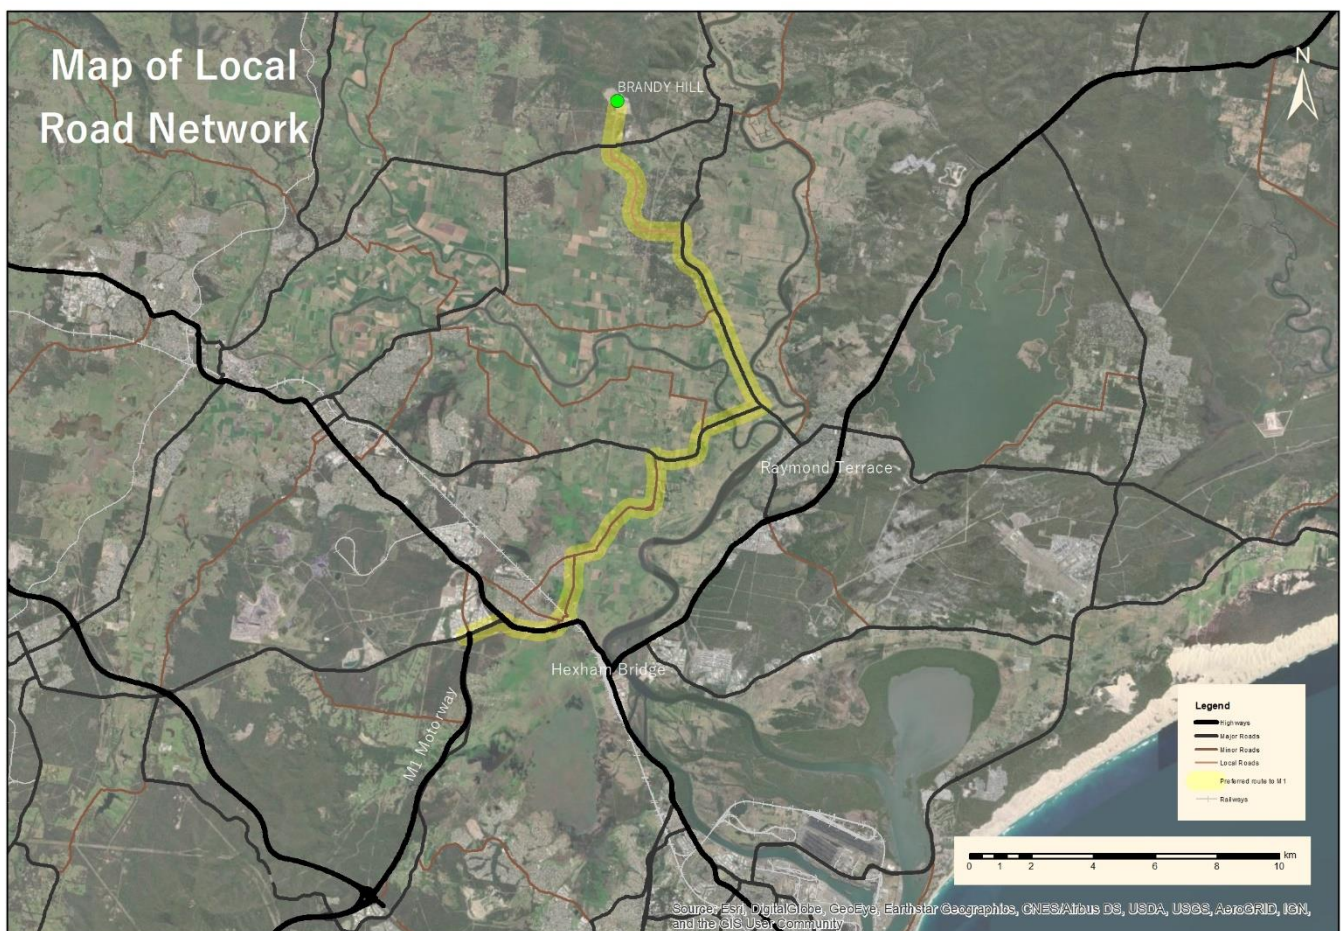 Map of Local
Road Network
N
BRANDY HILL
Raymond Terrace
Hexham Bridge
M1 Motorway
Legend
Highways
Major Roads
Minor Roads
Local Roads
Preferred route to M1
Railways
0 1 2 4 6 8 10 km
Source: Esri, DigitalGlobe, GeoEye, Earthstar Geographics, CNES/Airbus DS, USDA, USGS, AeroGRID, IGN,
and the GIS User Community